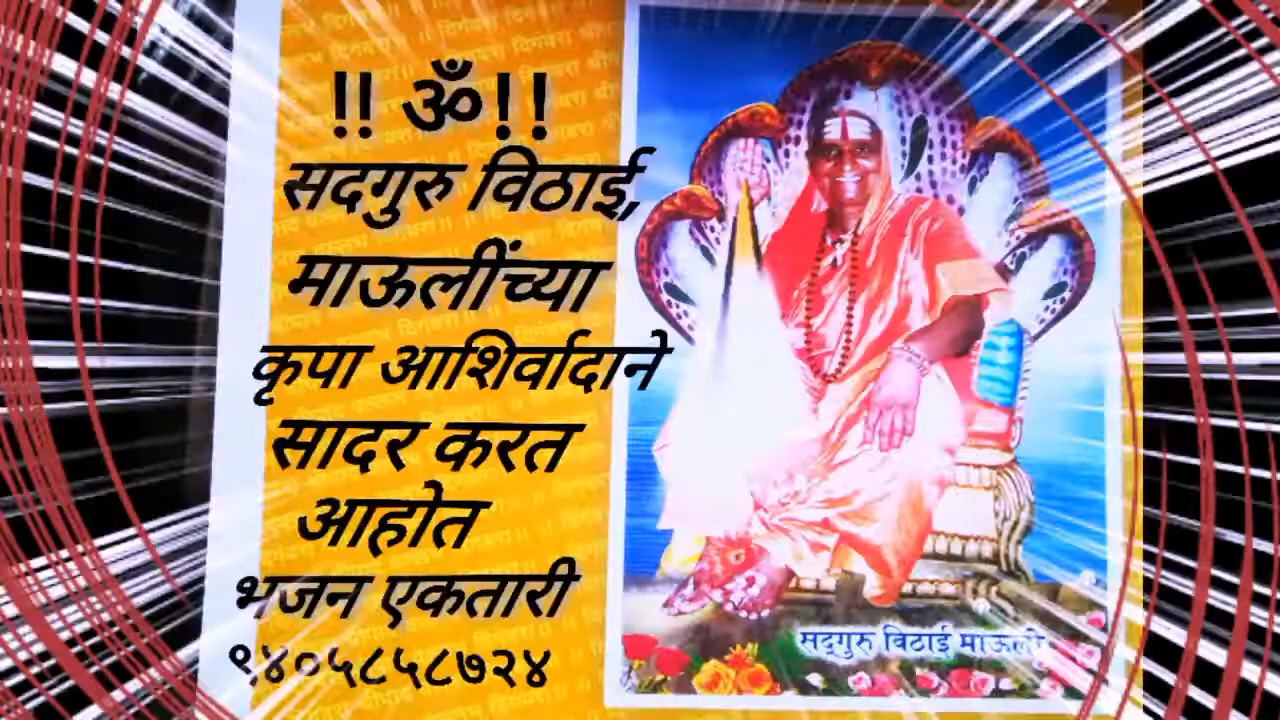 !! ॐ !!
सदगुरु विठाई,
माऊलींच्या
कृपा आशिर्वादाने
सादर करत
आहोत
भजन एकतारी
९४०५८५८७२४
सद्गुरु विठाई माऊली